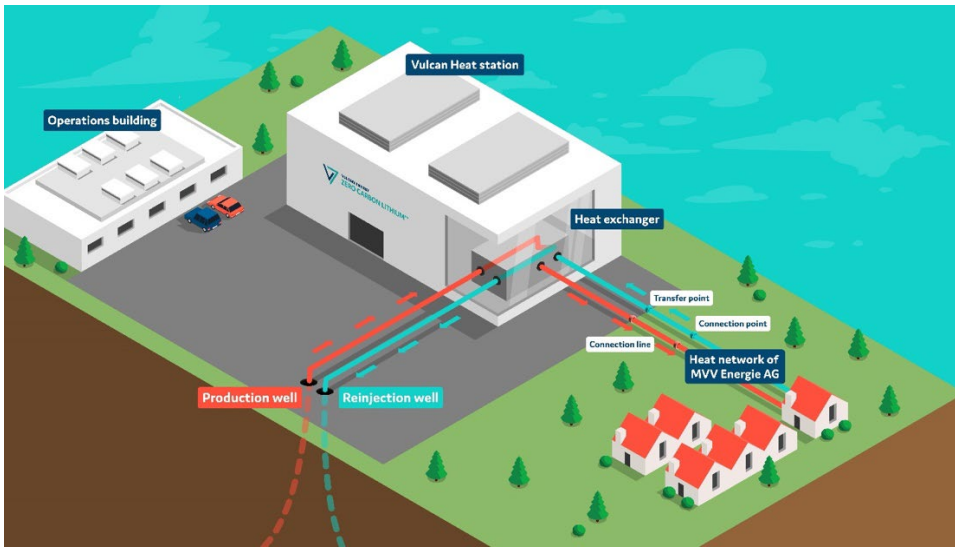 Vulcan Heat station
Operations building
ZERO CARBON LITHIUM™
Heat exchanger
Transfer point
Connection point
Connection line
Heat network of
MVV Energie AG
Production well
Reinjection well